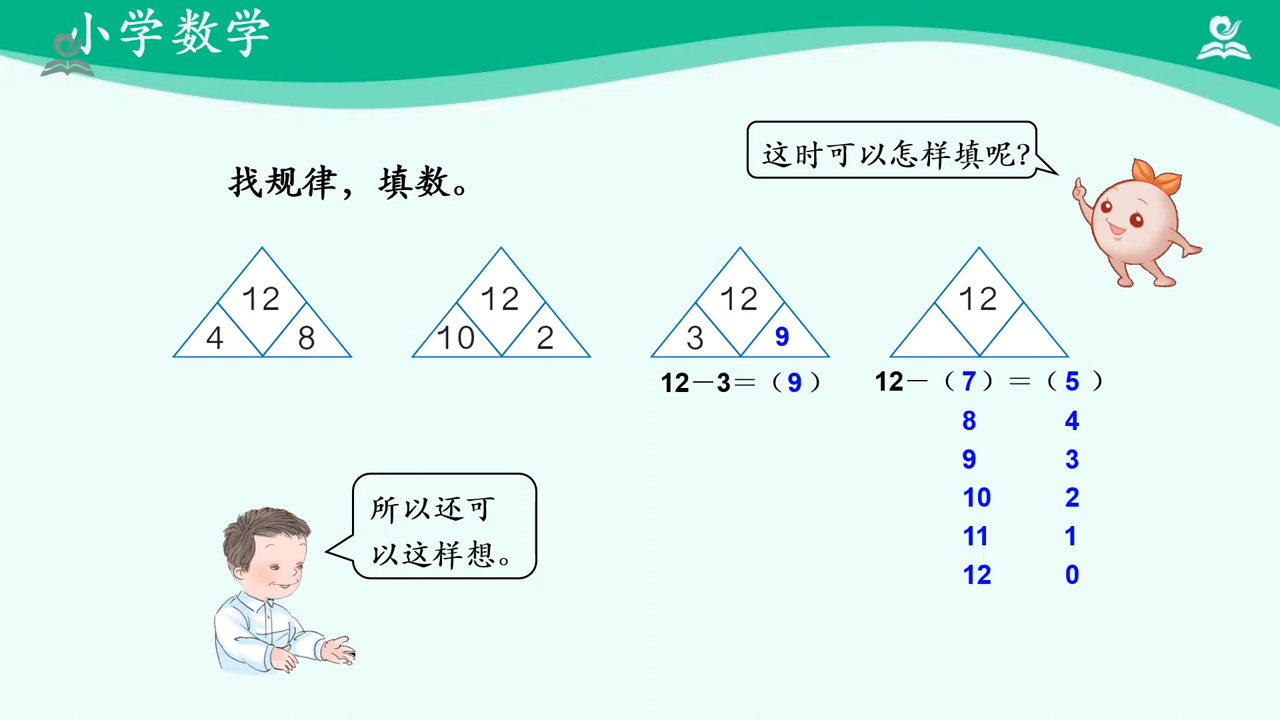 小学数学
这时可以怎样填呢?
找规律，填数。
12 12 12 12
4 8 10 2 3 9
12－3＝（9）
12－（7）＝（5）
8 4
9 3
10 2
11 1
12 0
所以还可
以这样想。